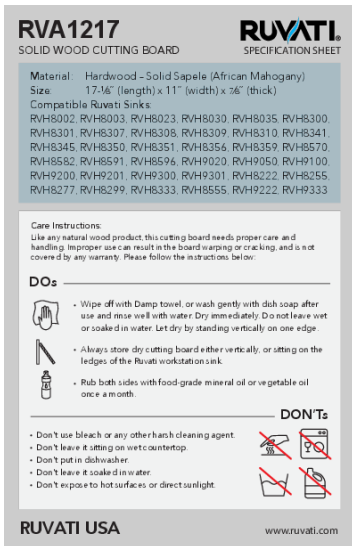 RVA1217
SOLID WOOD CUTTING BOARD
RUVATI®
SPECIFICATION SHEET
Material: Hardwood – Solid Sapele (African Mahogany)
Size: 17-⅛" (length) x 11" (width) x ⅞" (thick)
Compatible Ruvati Sinks:
RVH8002, RVH8003, RVH8023, RVH8030, RVH8035, RVH8300,
RVH8301, RVH8307, RVH8308, RVH8309, RVH8310, RVH8341,
RVH8345, RVH8350, RVH8351, RVH8356, RVH8359, RVH8570,
RVH8582, RVH8591, RVH8596, RVH9020, RVH9050, RVH9100,
RVH9200, RVH9201, RVH9300, RVH9301, RVH8222, RVH8255,
RVH8277, RVH8299, RVH8333, RVH8555, RVH9222, RVH9333
Care Instructions:
Like any natural wood product, this cutting board needs proper care and
handling. Improper use can result in the board warping or cracking, and is not
covered by any warranty. Please follow the instructions below:
DOs
• Wipe off with Damp towel, or wash gently with dish soap after
use and rinse well with water. Dry immediately. Do not leave wet
or soaked in water. Let dry by standing vertically on one edge.
• Always store dry cutting board either vertically, or sitting on the
ledges of the Ruvati workstation sink.
• Rub both sides with food-grade mineral oil or vegetable oil
once a month.
DON'Ts
• Don't use bleach or any other harsh cleaning agent.
• Don't leave it sitting on wet countertop.
• Don't put in dishwasher.
• Don't leave it soaked in water.
• Don't expose to hot surfaces or direct sunlight.
RUVATI USA
www.ruvati.com